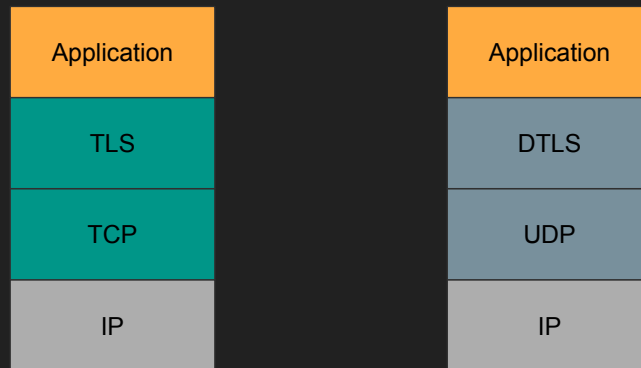 Application
TLS
TCP
IP
Application
DTLS
UDP
IP